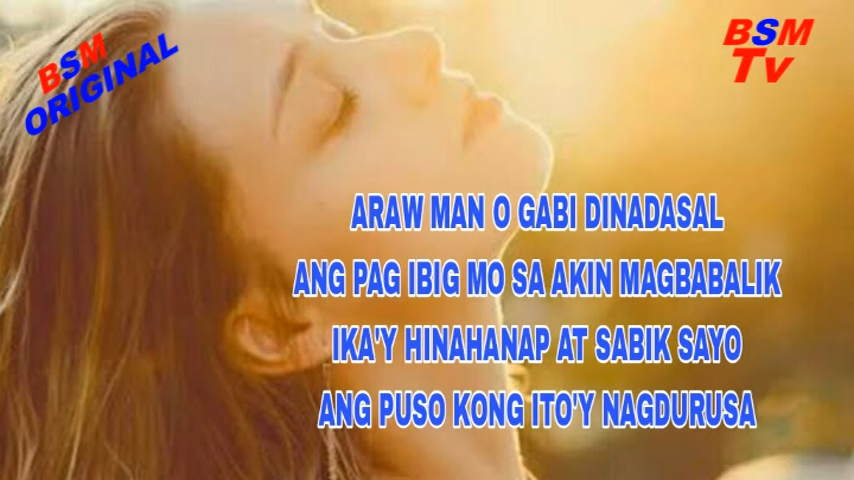 BSM
ORIGINAL
BSM
Tv
ARAW MAN O GABI DINADASAL
ANG PAG IBIG MO SA AKIN MAGBABALIK
IKA'Y HINAHANAP AT SABIK SAYO
ANG PUSO KONG ITO'Y NAGDURUSA